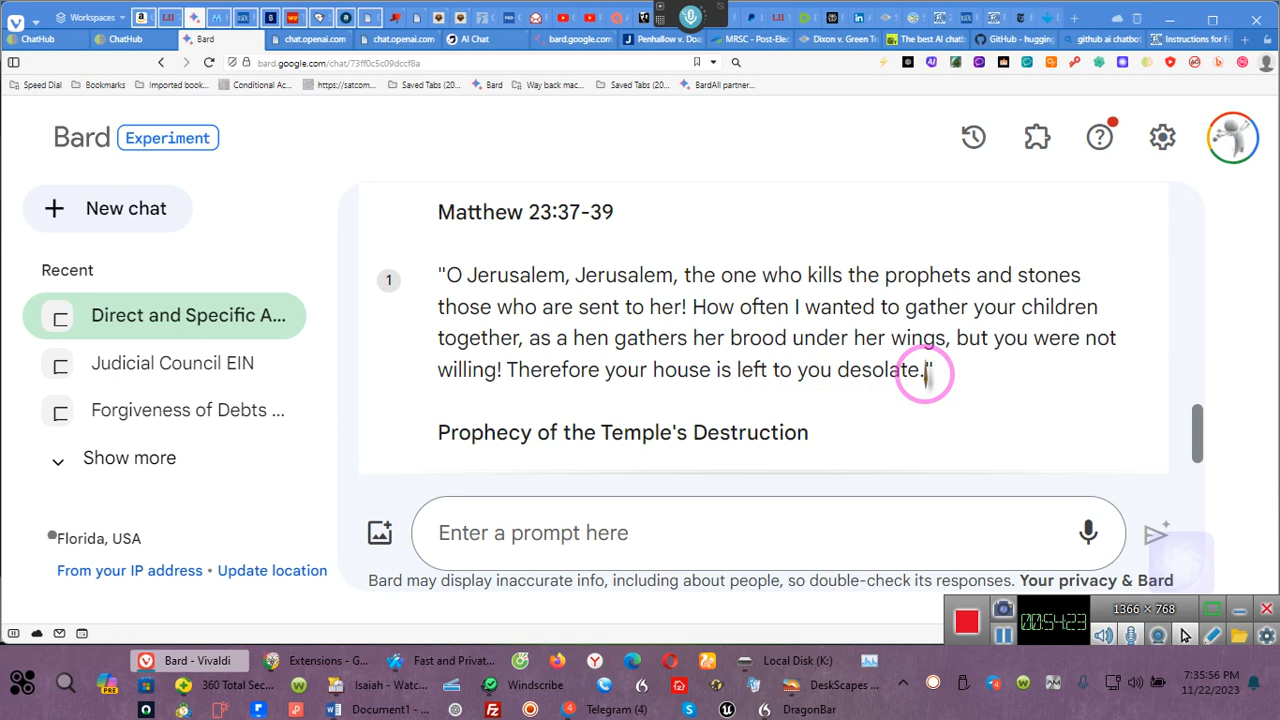 Workspaces
ChatHub
ChatHub
Bard
chat.openai.com
chat.openai.com
AI Chat
bard.google.com
Penhallow v. Doa
MRSC - Post-Elec
Dixon v. Green Tr
The best AI chatb
GitHub - hugging
github ai chatbot
Instructions for Fo
bard.google.com/chat/73ff0c5c09dccf8a
Speed Dial
Bookmarks
Imported book...
Conditional Ac...
https://satcom...
Saved Tabs (20...
Bard
Way back mac...
Saved Tabs (20...
BardAll partner...
Bard Experiment
New chat
Recent
Direct and Specific A...
Judicial Council EIN
Forgiveness of Debts ...
Show more
Florida, USA
From your IP address • Update location
Matthew 23:37-39
1
"O Jerusalem, Jerusalem, the one who kills the prophets and stones
those who are sent to her! How often I wanted to gather your children
together, as a hen gathers her brood under her wings, but you were not
willing! Therefore your house is left to you desolate."
Prophecy of the Temple's Destruction
Enter a prompt here
Bard may display inaccurate info, including about people, so double-check its responses. Your privacy & Bard
00:54:23
1366 × 768
Bard - Vivaldi
Extensions - G...
Fast and Privat...
Local Disk (K:)
PRE
360 Total Sec...
Isaiah - Watc...
Windscribe
DeskScapes ...
7:35:56 PM
11/22/2023
Document1 - ...
Telegram (4)
DragonBar